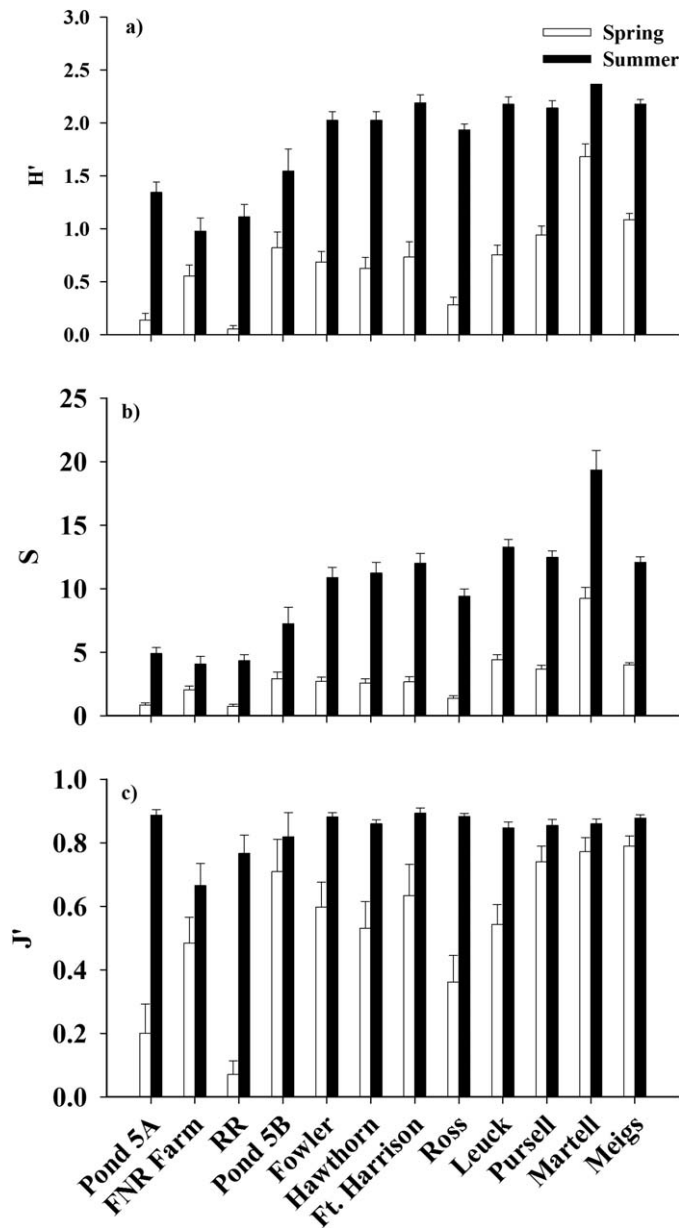 a)
Spring
Summer
3.0
2.5
2.0
1.5
1.0
0.5
0.0
H'
b)
25
20
15
10
5
0
S
c)
1.0
0.8
0.6
0.4
0.2
0.0
J'
Pond 5A
FNR Farm
RR
Pond 5B
Fowler
Hawthorn
Ft. Harrison
Ross
Leuck
Pursell
Martell
Meigs